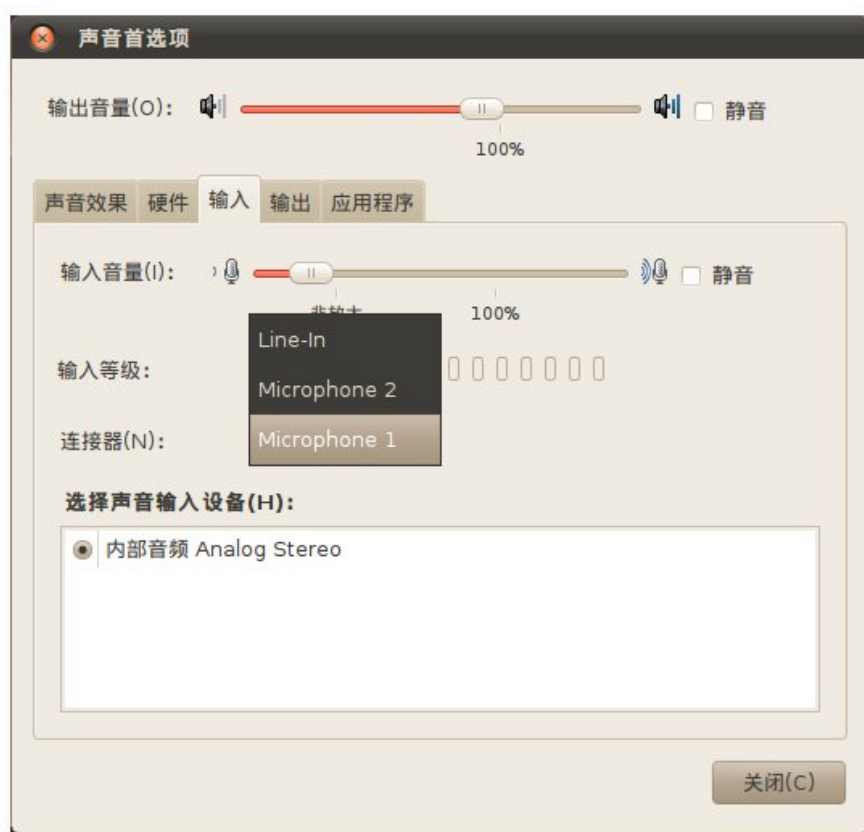 声音首选项
输出音量(O): 静音
100%
声音效果 硬件 输入 输出 应用程序
输入音量(I): 静音
100%
Line-In
输入等级:
Microphone 2
连接器(N): Microphone 1
选择声音输入设备(H):
内部音频 Analog Stereo
关闭(C)